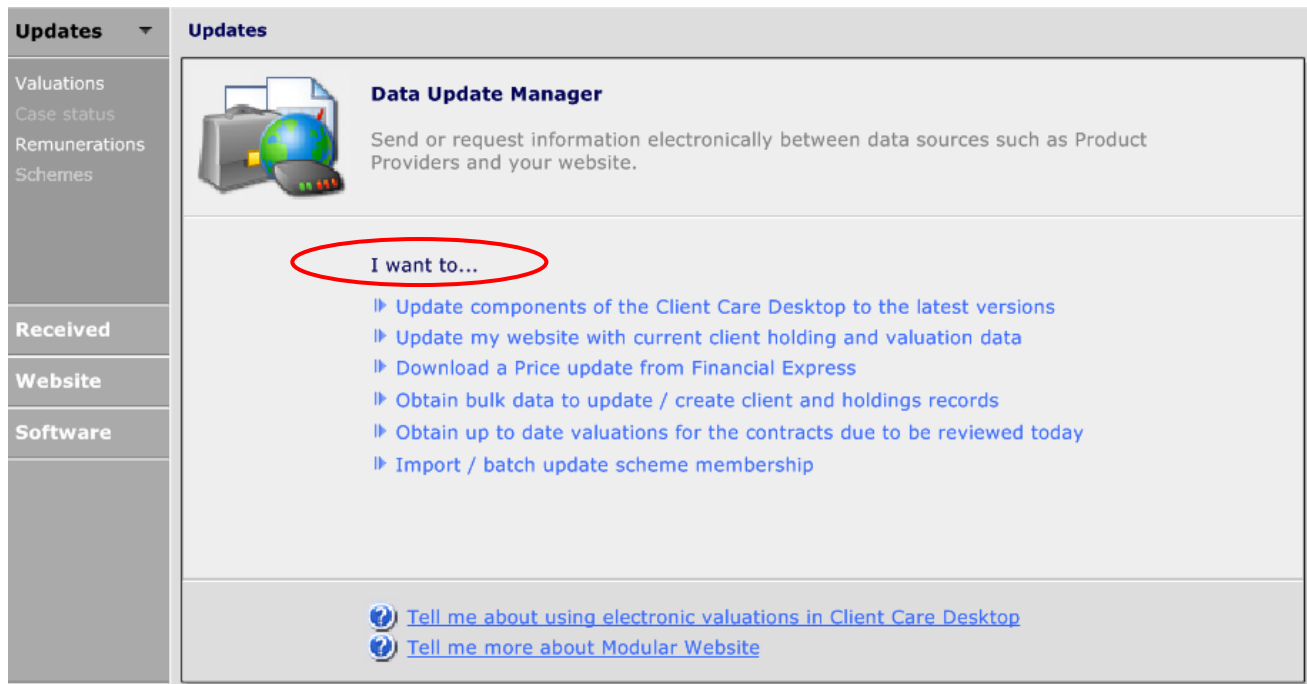 Updates
Updates
Valuations
Case status
Remunerations
Schemes
Received
Website
Software
Data Update Manager
Send or request information electronically between data sources such as Product
Providers and your website.
I want to...
Update components of the Client Care Desktop to the latest versions
Update my website with current client holding and valuation data
Download a Price update from Financial Express
Obtain bulk data to update / create client and holdings records
Obtain up to date valuations for the contracts due to be reviewed today
Import / batch update scheme membership
Tell me about using electronic valuations in Client Care Desktop
Tell me more about Modular Website